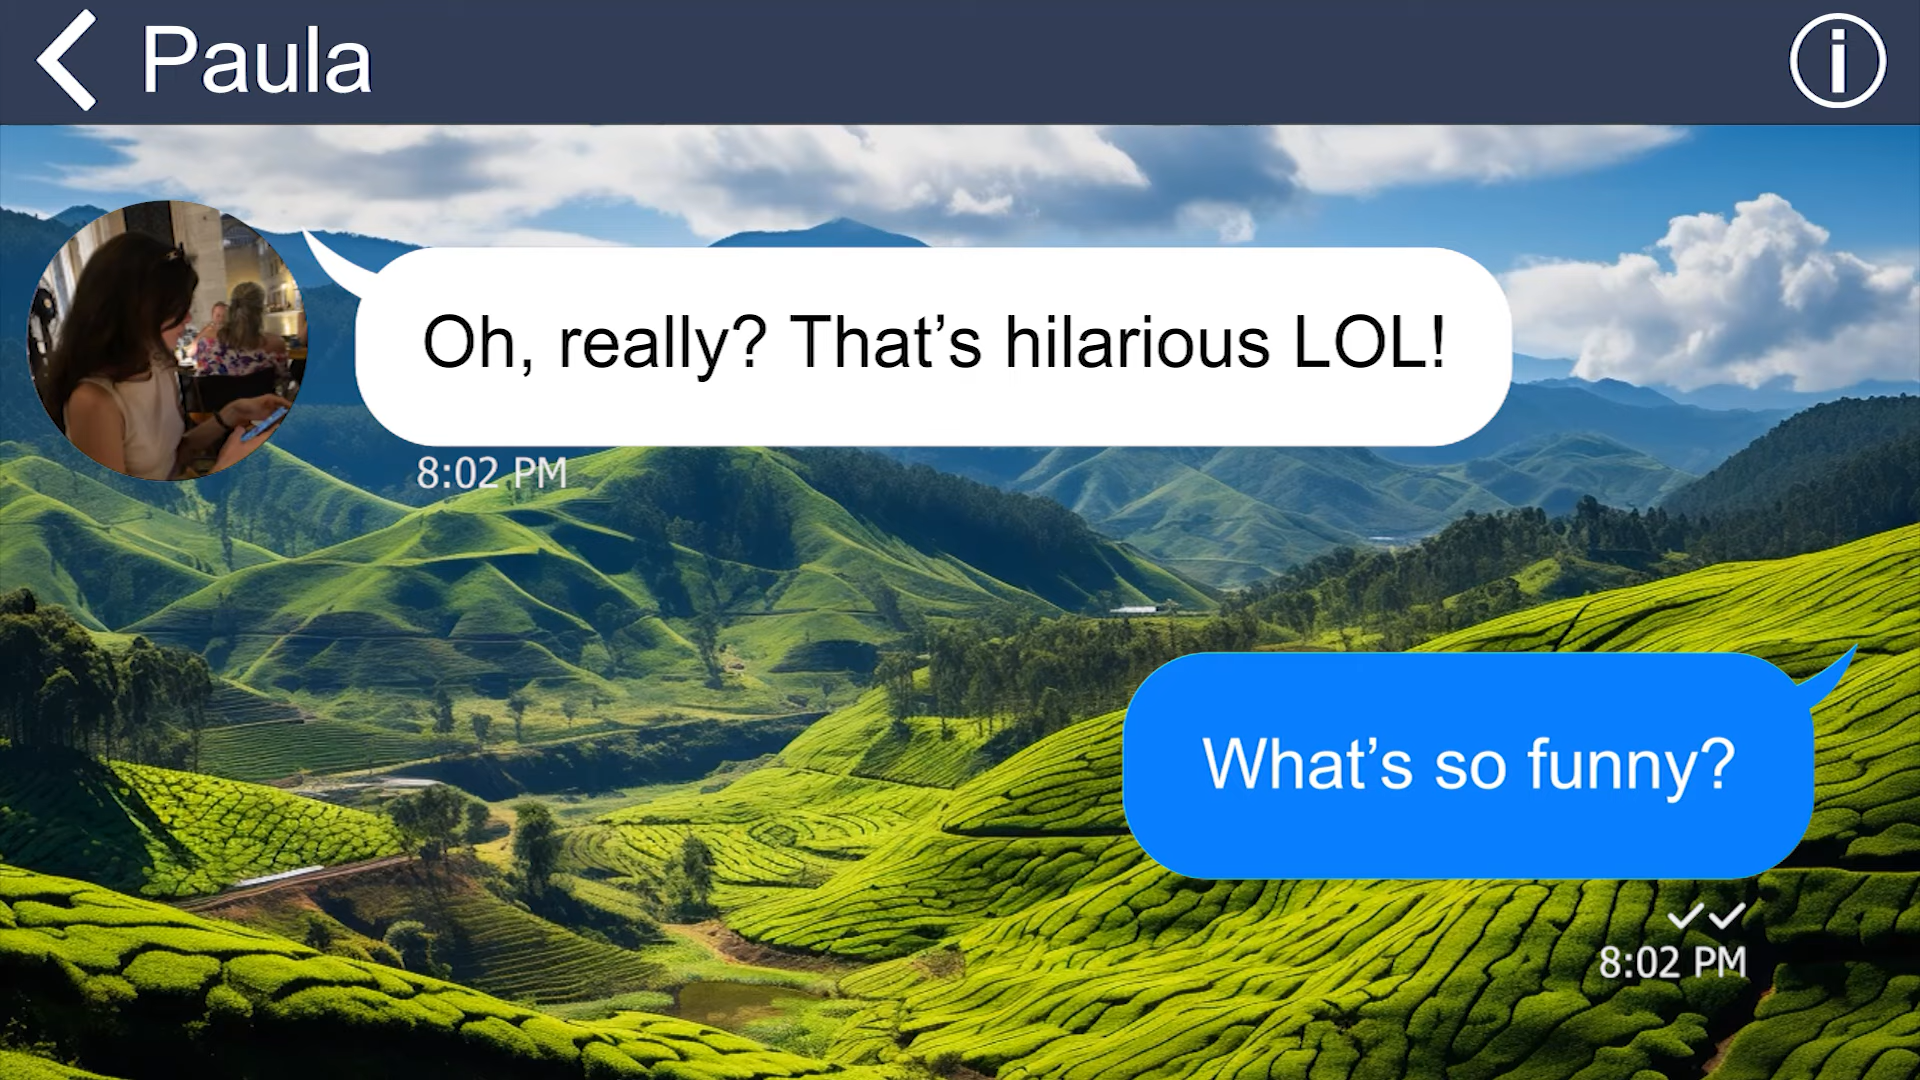 Paula
Oh, really? That’s hilarious LOL!
8:02 PM
What’s so funny?
8:02 PM